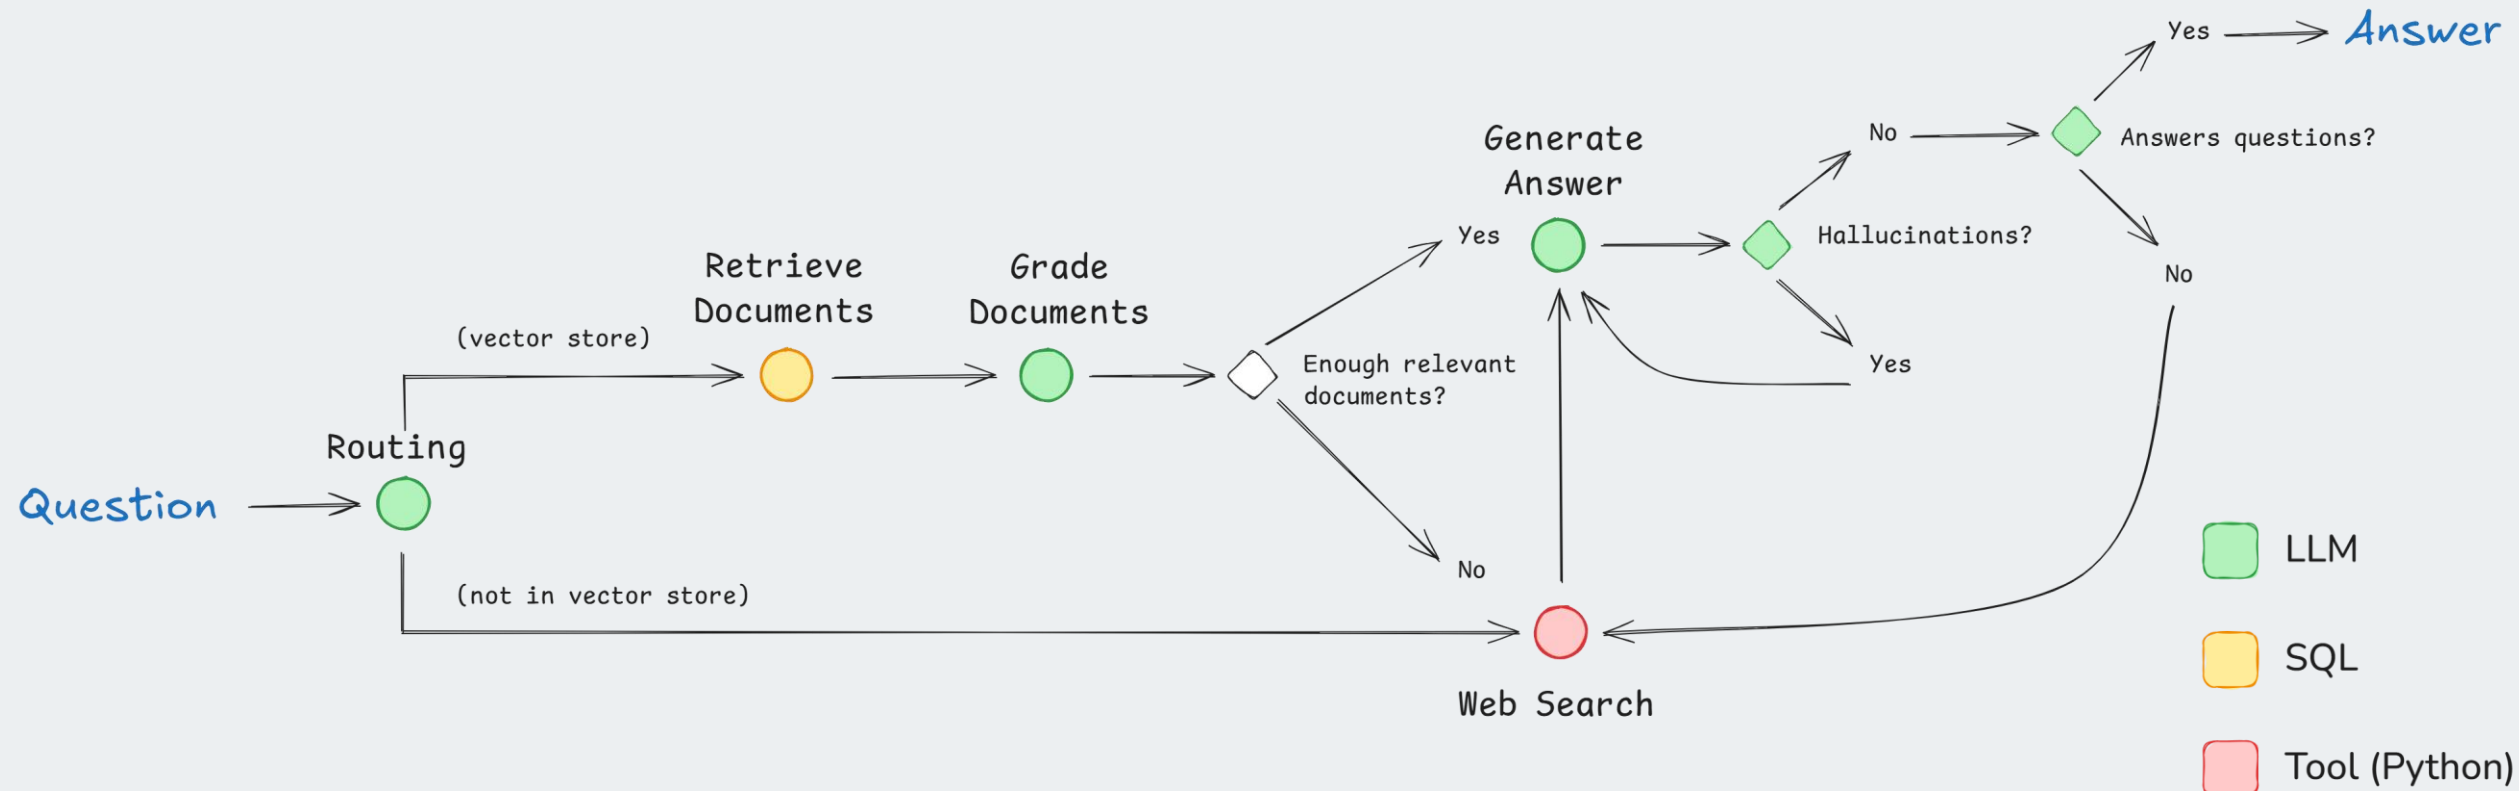 Yes
Answer
Generate
Answer
No
Answers questions?
Yes
Hallucinations?
No
Retrieve
Documents
Grade
Documents
(vector store)
Enough relevant
documents?
Yes
Routing
Question
(not in vector store)
No
Web Search
LLM
SQL
Tool (Python)